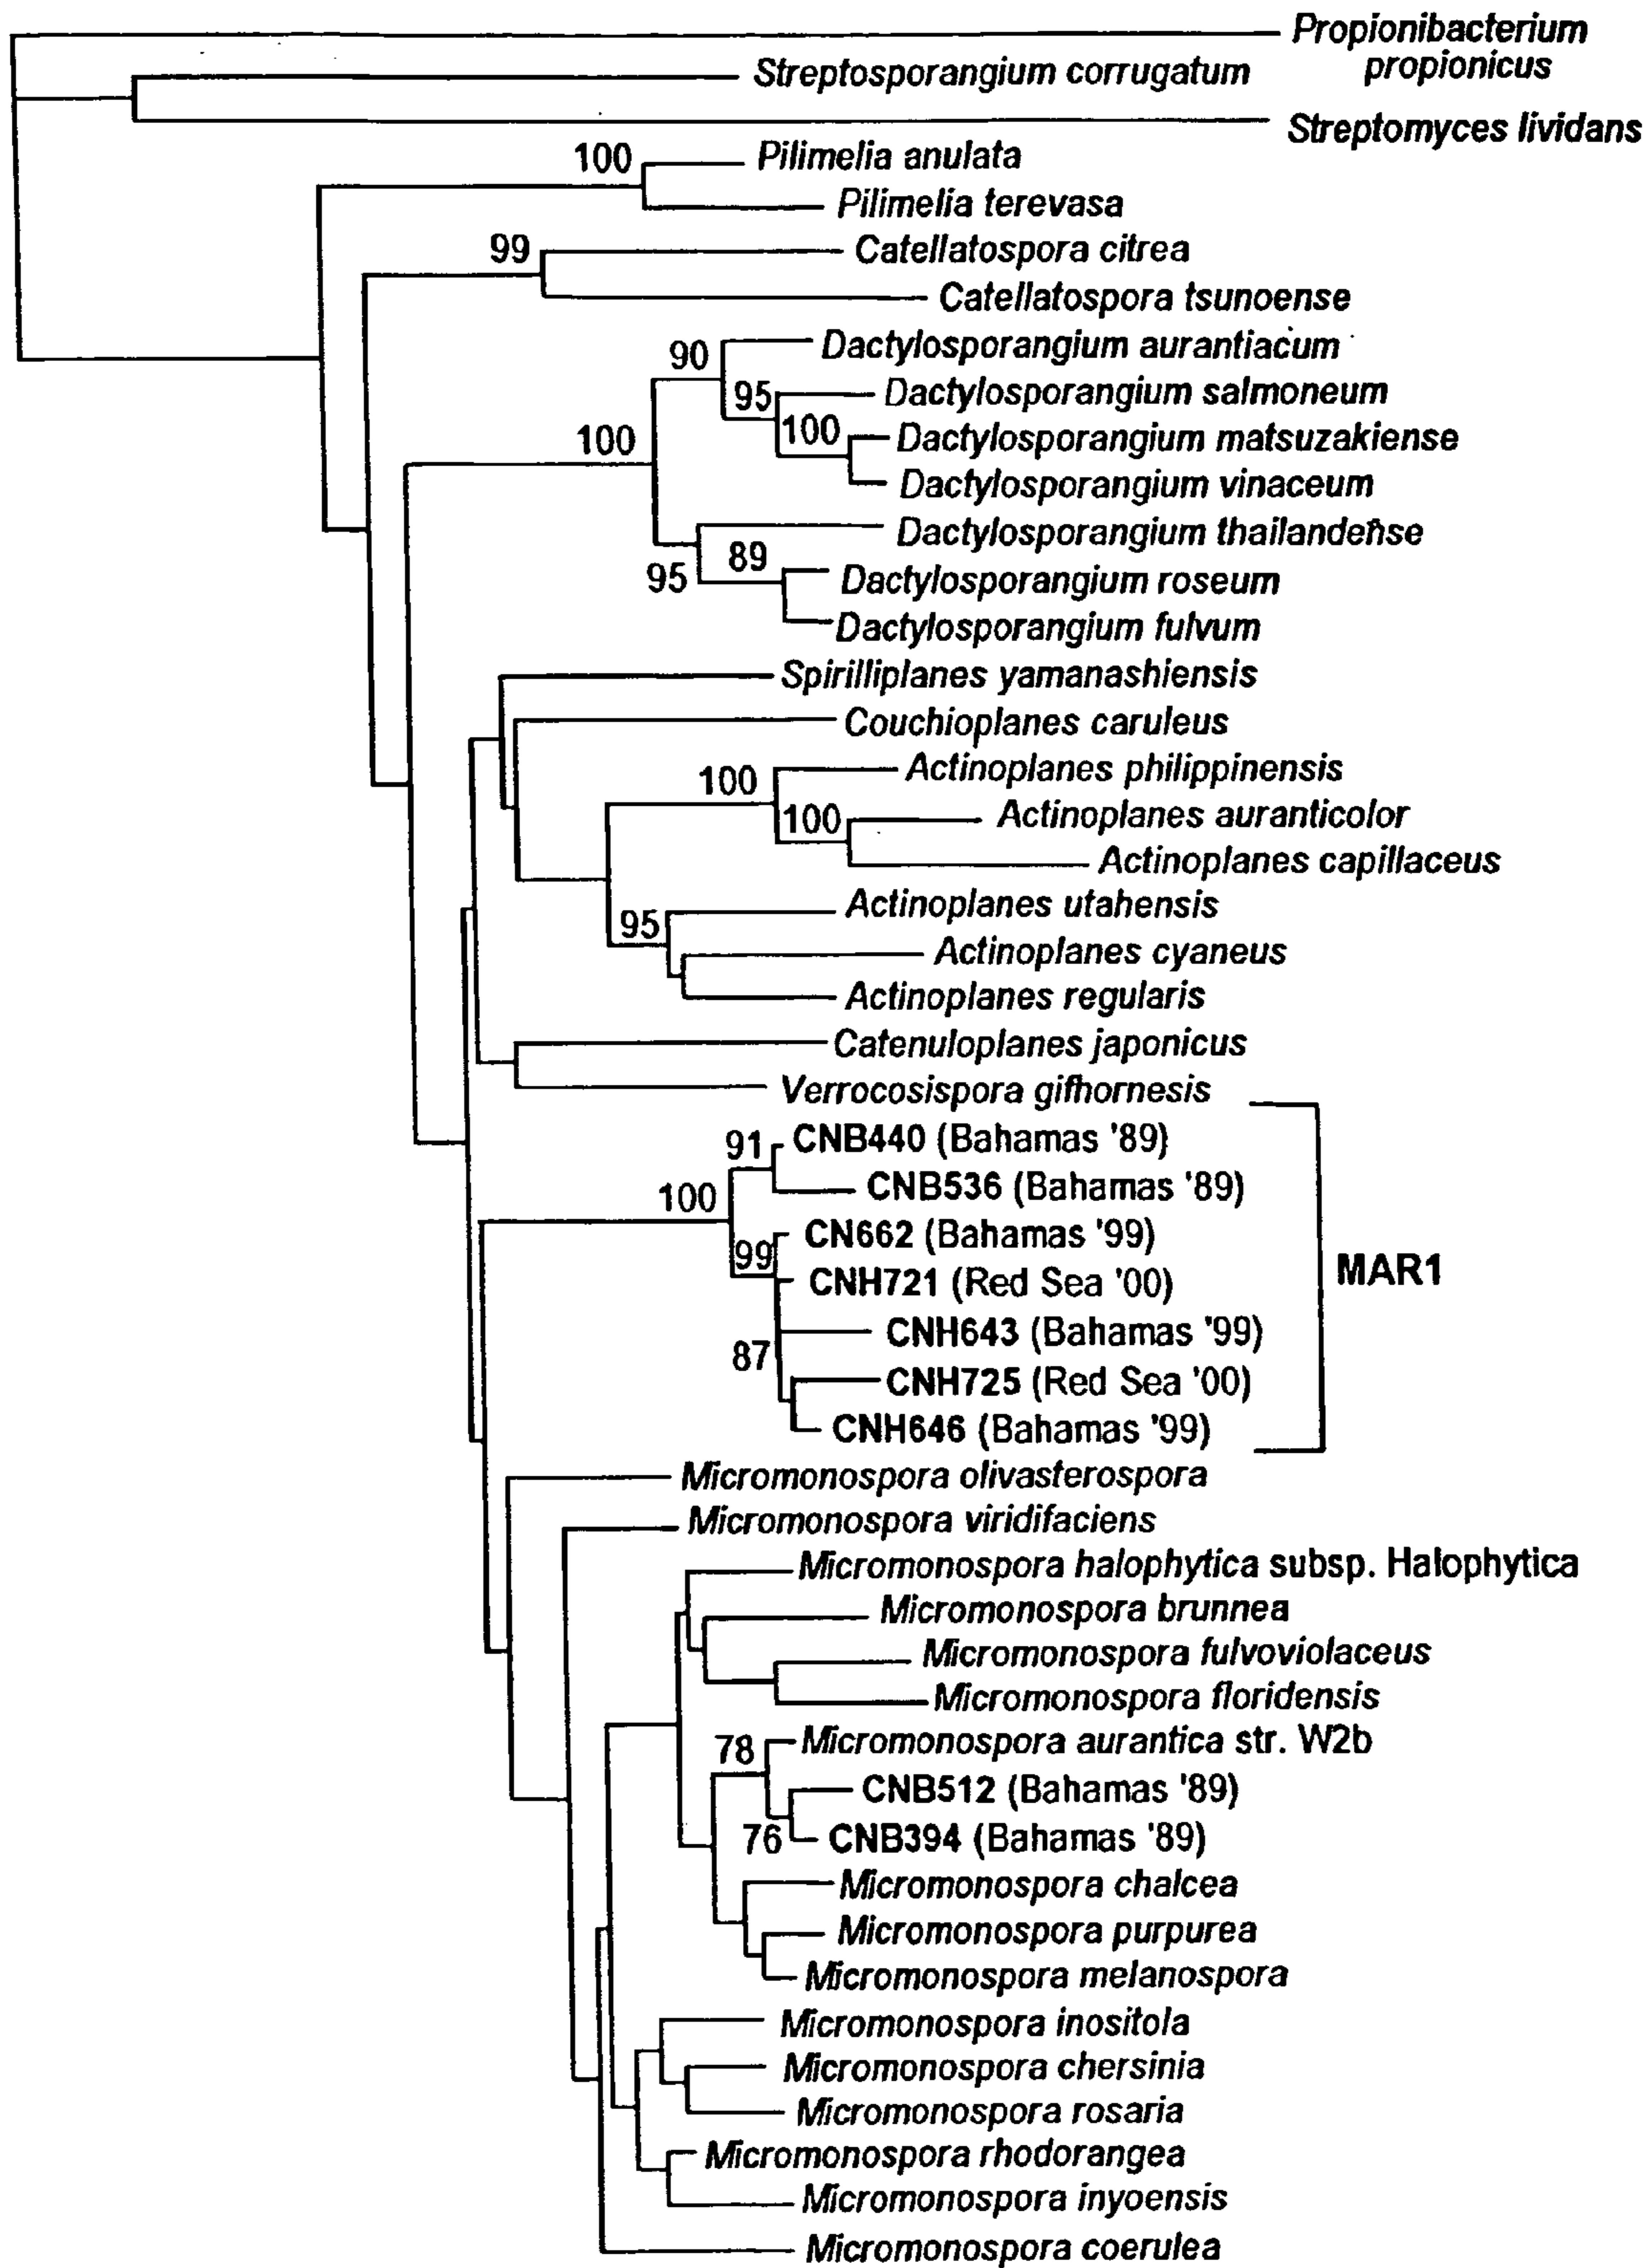 Propionibacterium
propionicus
Streptosporangium corrugatum
Streptomyces lividans
100
Pilimelia anulata
Pilimelia terevasa
99
Catellatospora citrea
Catellatospora tsunoense
90
Dactylosporangium aurantiacum
95
Dactylosporangium salmoneum
100
100
Dactylosporangium matsuzakiense
Dactylosporangium vinaceum
Dactylosporangium thailandense
95
89
Dactylosporangium roseum
Dactylosporangium fulvum
Spirilliplanes yamanashiensis
Couchioplanes caruleus
100
Actinoplanes philippinensis
100
Actinoplanes auranticolor
Actinoplanes capillaceus
95
Actinoplanes utahensis
Actinoplanes cyaneus
Actinoplanes regularis
Catenuloplanes japonicus
Verrocosispora gifhornesis
91
CNB440 (Bahamas '89)
100
CNB536 (Bahamas '89)
99
CN662 (Bahamas '99)
CNH721 (Red Sea '00)
MAR1
87
CNH643 (Bahamas '99)
CNH725 (Red Sea '00)
CNH646 (Bahamas '99)
Micromonospora olivasterospora
Micromonospora viridifaciens
Micromonospora halophytica subsp. Halophytica
Micromonospora brunnea
Micromonospora fulvoviolaceus
Micromonospora floridensis
78
Micromonospora aurantica str. W2b
CNB512 (Bahamas '89)
76
CNB394 (Bahamas '89)
Micromonospora chalcea
Micromonospora purpurea
Micromonospora melanospora
Micromonospora inositola
Micromonospora chersinia
Micromonospora rosaria
Micromonospora rhodorangea
Micromonospora inyoensis
Micromonospora coerulea